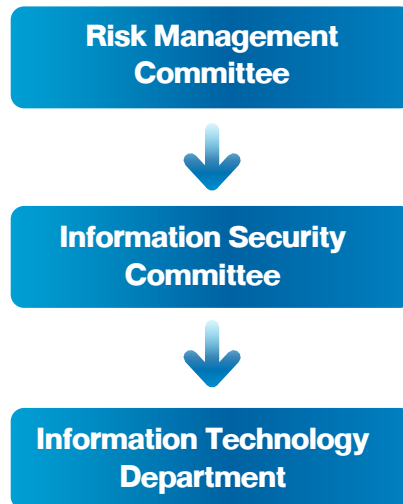 Risk Management
Committee
Information Security
Committee
Information Technology
Department